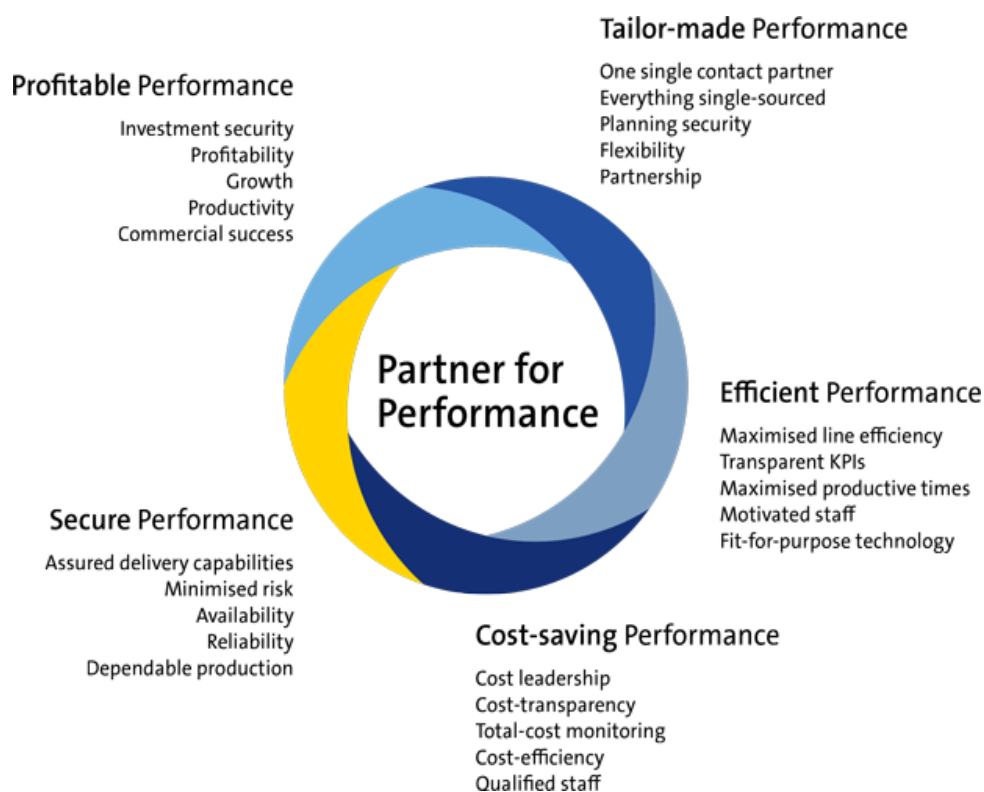 Tailor-made Performance
One single contact partner
Everything single-sourced
Planning security
Flexibility
Partnership
Profitable Performance
Investment security
Profitability
Growth
Productivity
Commercial success
Partner for
Performance
Efficient Performance
Maximised line efficiency
Transparent KPIs
Maximised productive times
Motivated staff
Fit-for-purpose technology
Secure Performance
Assured delivery capabilities
Minimised risk
Availability
Reliability
Dependable production
Cost-saving Performance
Cost leadership
Cost-transparency
Total-cost monitoring
Cost-efficiency
Qualified staff